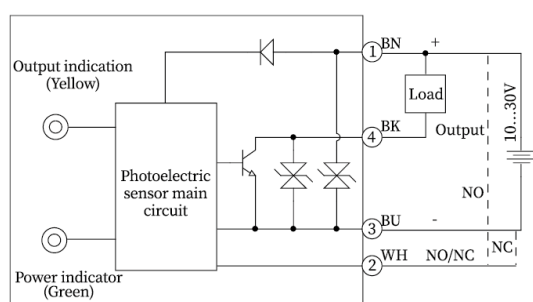 Output indication
(Yellow)
Photoelectric
sensor main
circuit
Power indicator
(Green)
1 BN +
Load
4 BK
Output
10...30V
NO
3 BU -
NC
2 WH NO/NC